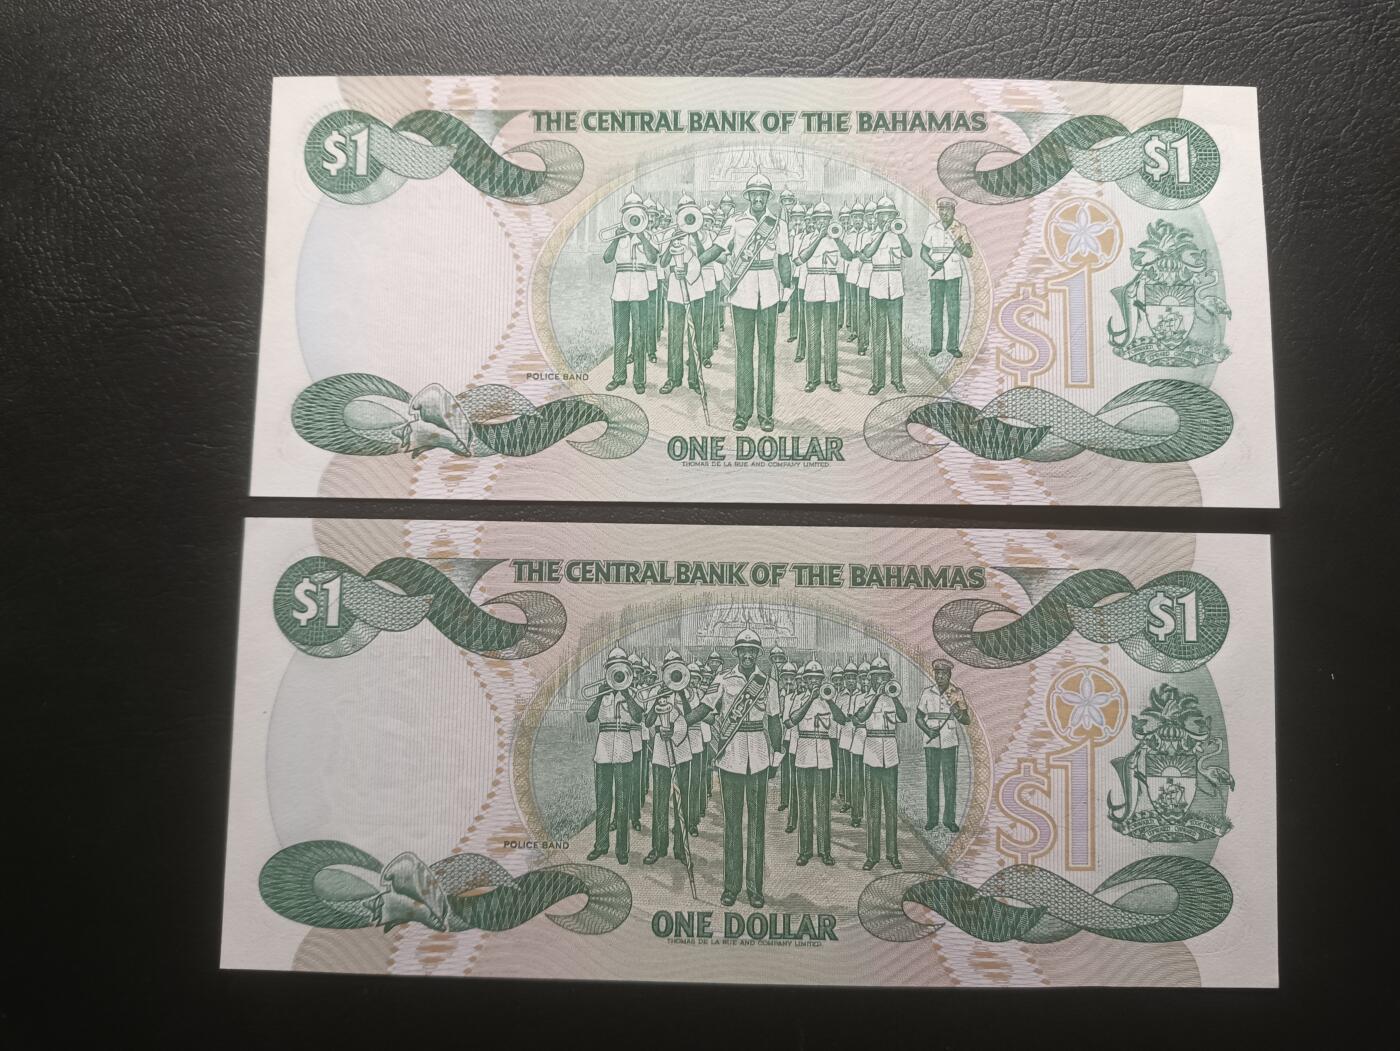 THE CENTRAL BANK OF THE BAHAMAS
$1
$1
$1
POLICE BAND
ONE DOLLAR
THOMAS DE LA RUE AND COMPANY LIMITED
THE CENTRAL BANK OF THE BAHAMAS
$1
$1
$1
POLICE BAND
ONE DOLLAR
THOMAS DE LA RUE AND COMPANY LIMITED